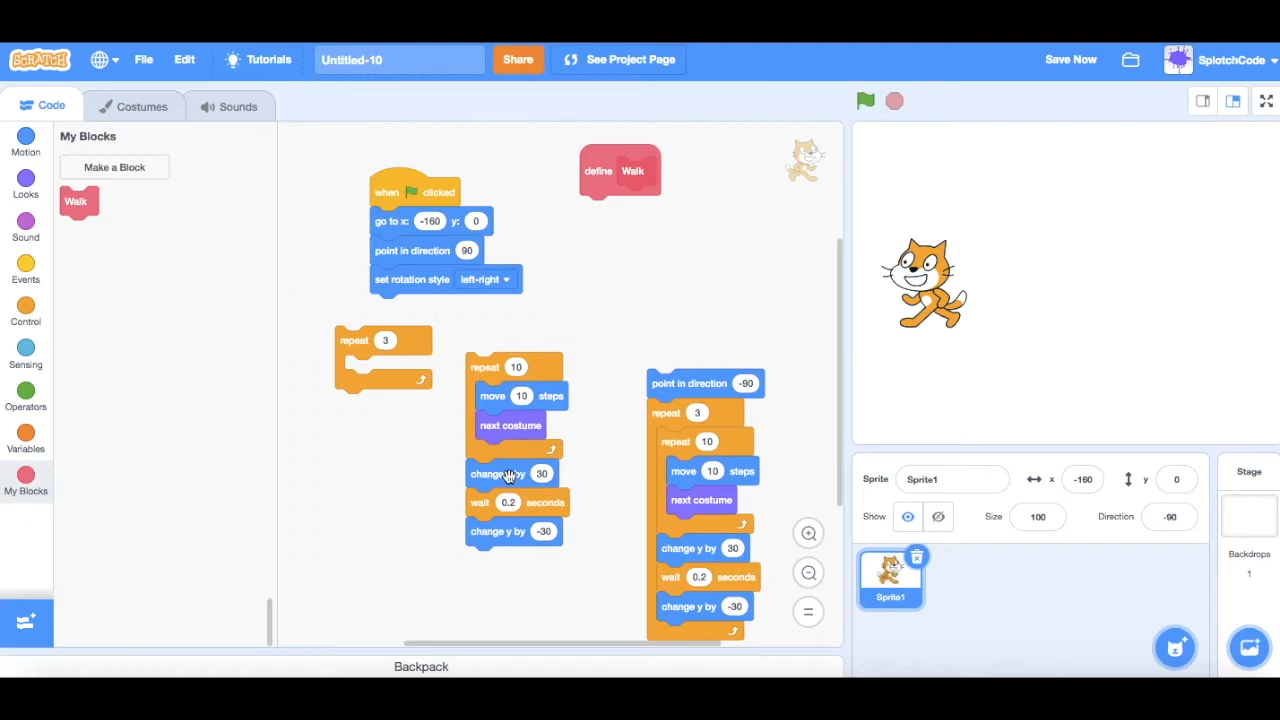 SCRATCH
File
Edit
Tutorials
Untitled-10
Share
See Project Page
Save Now
SplotchCode
Code
Costumes
Sounds
Motion
Looks
Sound
Events
Control
Sensing
Operators
Variables
My Blocks
My Blocks
Make a Block
Walk
when clicked
go to x: -160 y: 0
point in direction 90
set rotation style left-right
define Walk
repeat 3
repeat 10
move 10 steps
next costume
change y by 30
wait 0.2 seconds
change y by -30
point in direction -90
repeat 3
repeat 10
move 10 steps
next costume
change y by 30
wait 0.2 seconds
change y by -30
Backpack
Sprite Sprite1 x -160 y 0
Show Size 100 Direction -90
Sprite1
Stage
Backdrops
1